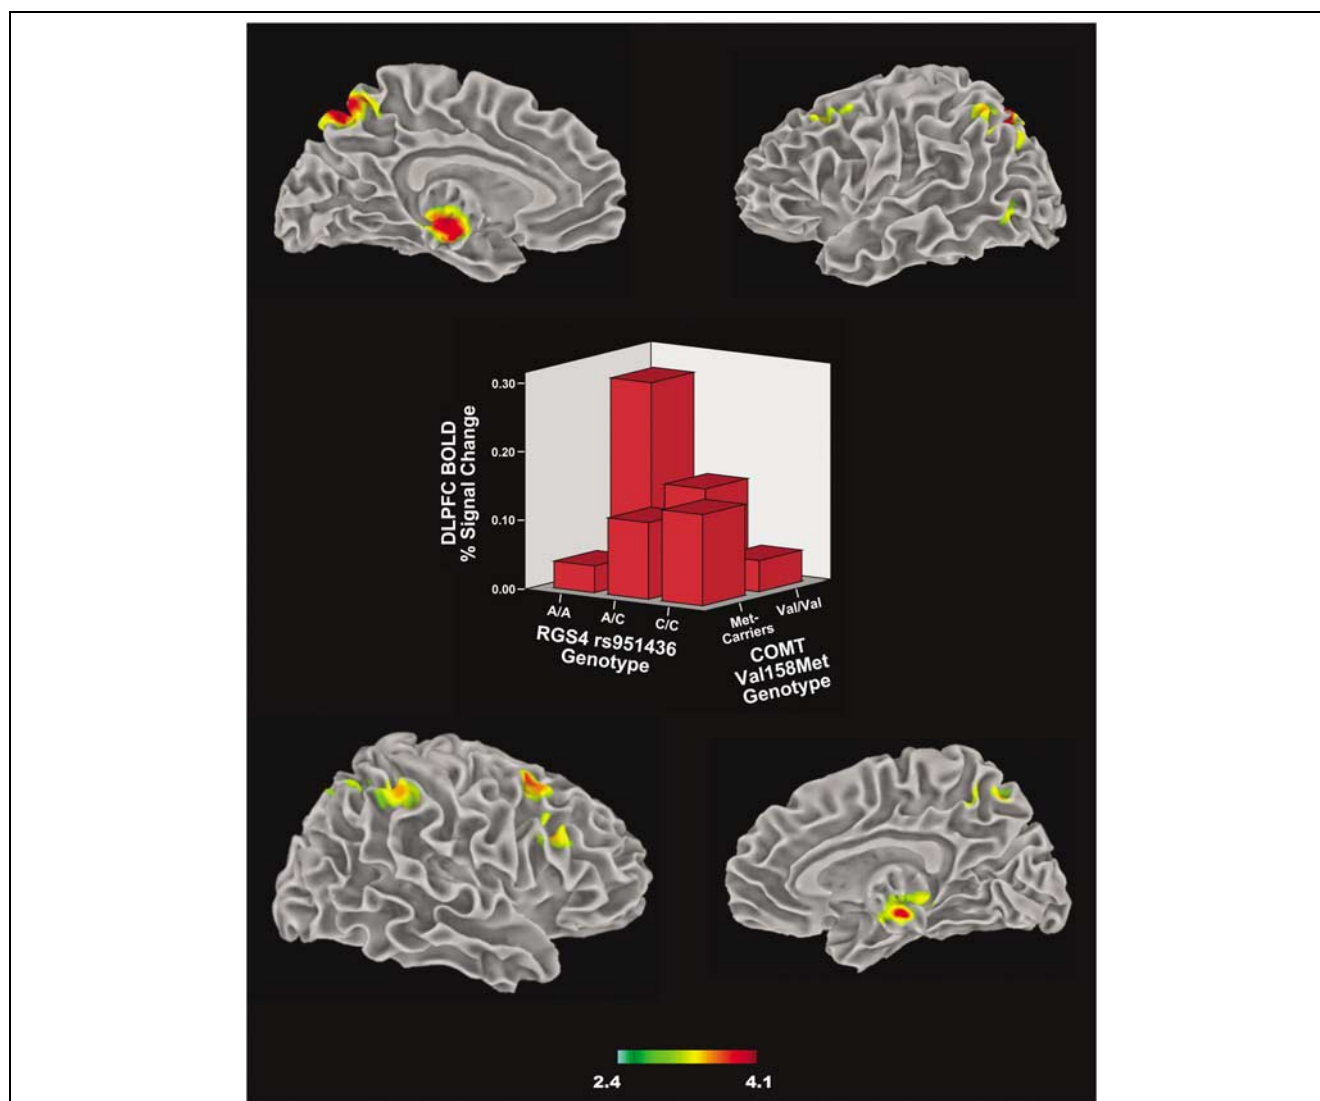 0.30
0.20
0.10
0.00
DLPFC BOLD
% Signal Change
A/A
A/C
C/C
RGS4 rs951436
Genotype
Met-
Carriers
Val/Val
COMT
Val158Met
Genotype
2.4
4.1